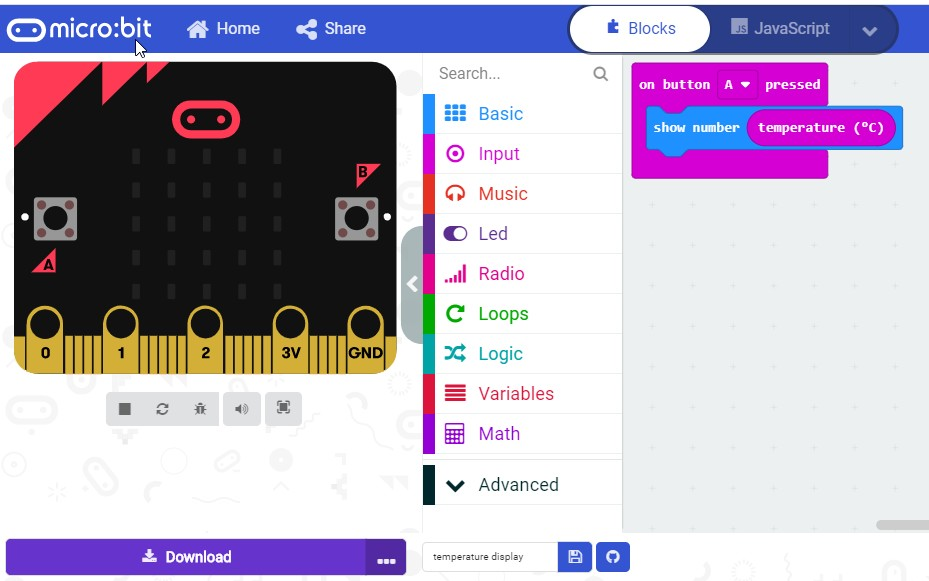 micro:bit Home Share Blocks JS JavaScript
Search...
Basic
Input
Music
Led
Radio
Loops
Logic
Variables
Math
Advanced
on button A pressed
show number temperature (°C)
B
A
0 1 2 3V GND
Download
temperature display